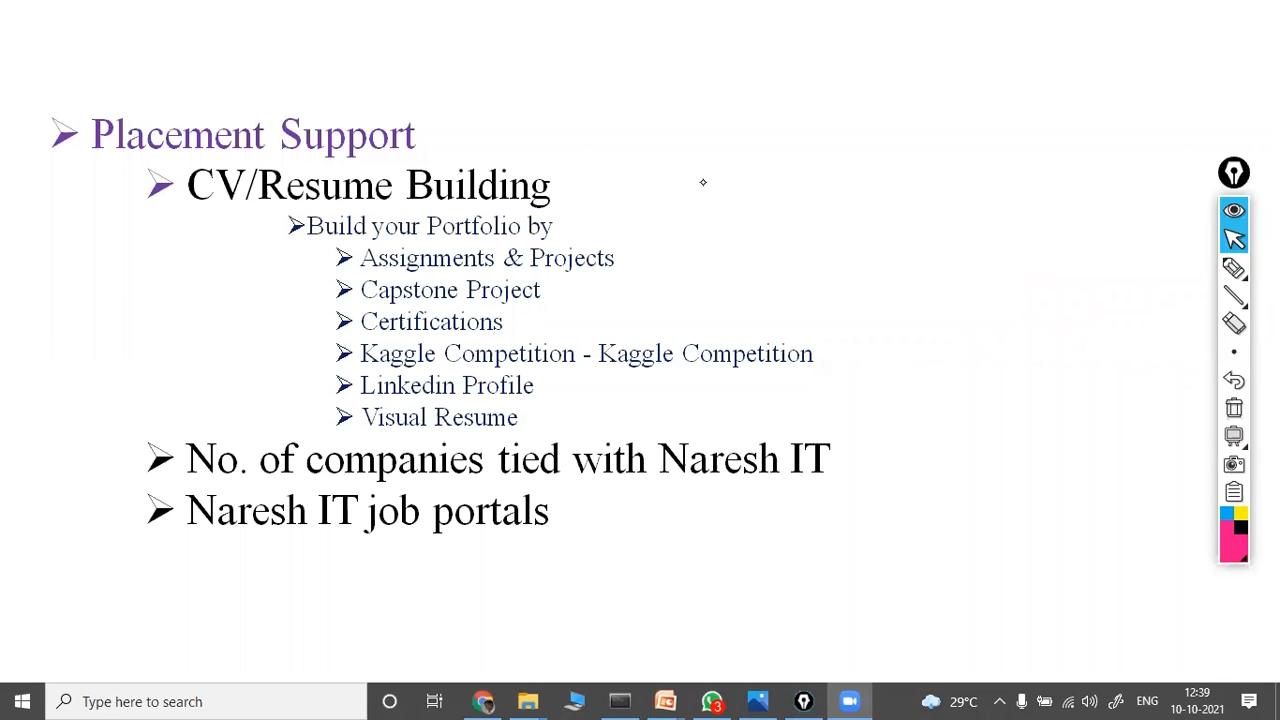 Placement Support
CV/Resume Building
Build your Portfolio by
Assignments & Projects
Capstone Project
Certifications
Kaggle Competition - Kaggle Competition
Linkedin Profile
Visual Resume
No. of companies tied with Naresh IT
Naresh IT job portals
Type here to search
3
29°C
ENG
12:39
10-10-2021